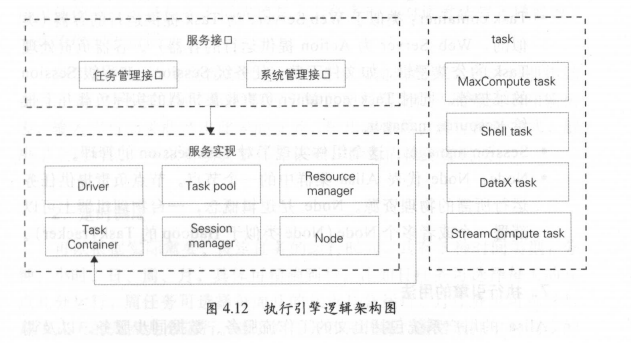 服务接口
任务管理接口
系统管理接口
服务实现
Driver
Task pool
Resource
manager
Task
Container
Session
manager
Node
task
MaxCompute task
Shell task
DataX task
StreamCompute task
图 4.12 执行引擎逻辑架构图